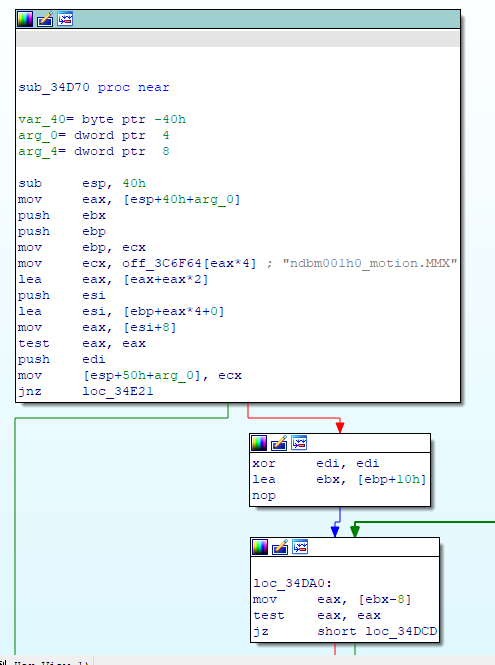 sub_34D70 proc near
var_40= byte ptr -40h
arg_0= dword ptr  4
arg_4= dword ptr  8
sub     esp, 40h
mov     eax, [esp+40h+arg_0]
push    ebx
push    ebp
mov     ebp, ecx
mov     ecx, off_3C6F64[eax*4] ; "ndbm001h0_motion.MMX"
lea     eax, [eax+eax*2]
push    esi
lea     esi, [ebp+eax*4+0]
mov     eax, [esi+8]
test    eax, eax
push    edi
mov     [esp+50h+arg_0], ecx
jnz     loc_34E21
xor     edi, edi
lea     ebx, [ebp+10h]
nop
loc_34DA0:
mov     eax, [ebx-8]
test    eax, eax
jz      short loc_34DCD